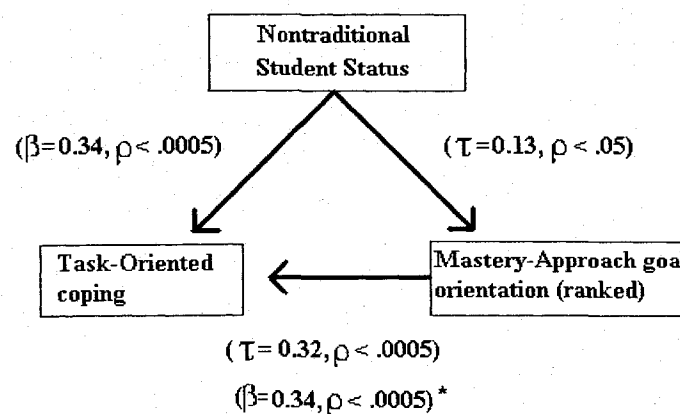 Nontraditional
Student Status
(β=0.34, ρ< .0005)
(τ=0.13, ρ< .05)
Task-Oriented
coping
Mastery-Approach goa
orientation (ranked)
(τ= 0.32, ρ< .0005)
(β=0.34, ρ< .0005)*